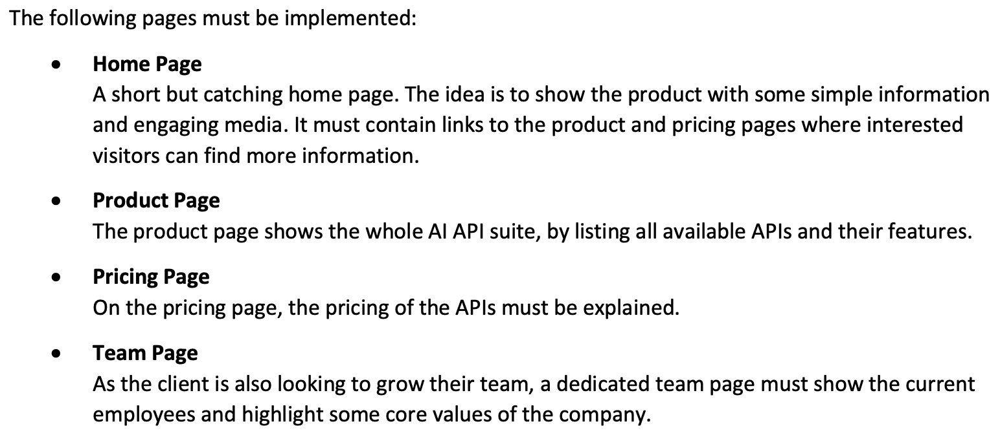 The following pages must be implemented:
• Home Page
A short but catching home page. The idea is to show the product with some simple information
and engaging media. It must contain links to the product and pricing pages where interested
visitors can find more information.
• Product Page
The product page shows the whole AI API suite, by listing all available APIs and their features.
• Pricing Page
On the pricing page, the pricing of the APIs must be explained.
• Team Page
As the client is also looking to grow their team, a dedicated team page must show the current
employees and highlight some core values of the company.